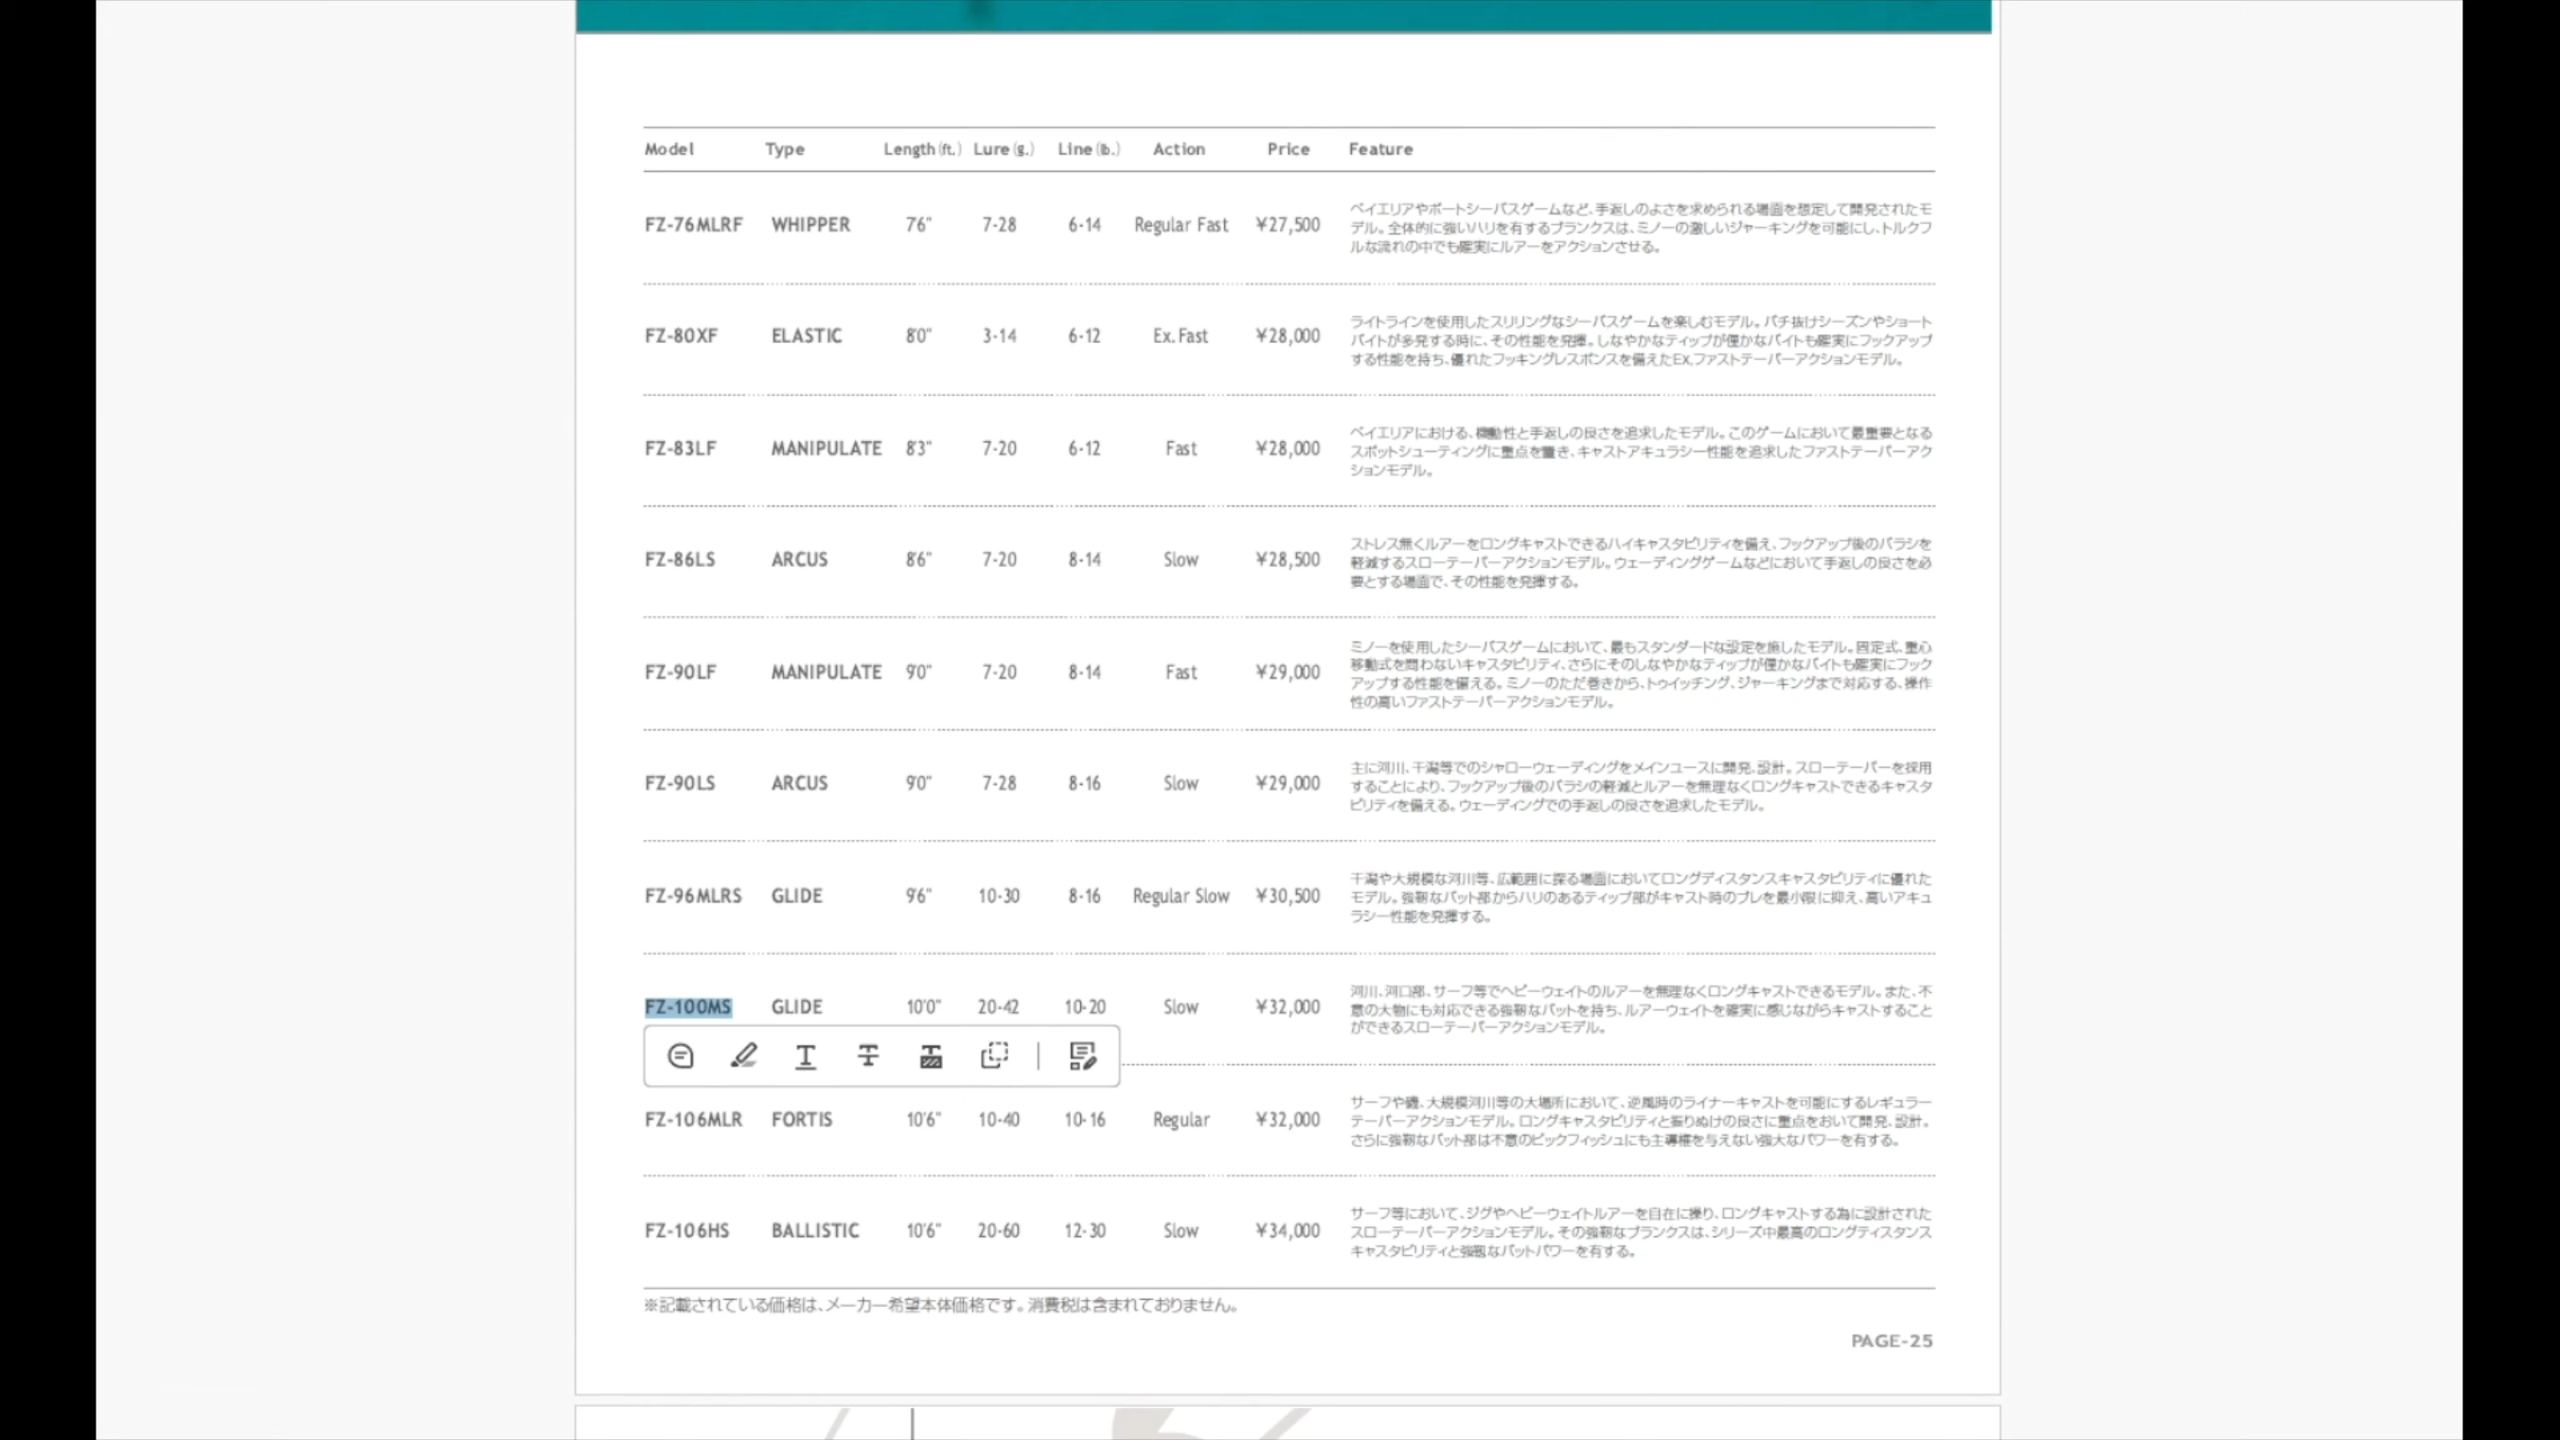 Model Type Length (ft.) Lure (g.) Line (lb.) Action Price Feature
FZ-76MLRF WHIPPER 7'6" 7-28 6-14 Regular Fast ¥27,500
ベイエリアやボートシーバスゲームなど、手返しのよさを求められる場面を想定して開発されたモ
デル。全体的に強いハリを有するブランクスは、ミノーの激しいジャーキングを可能にし、トルクフ
ルな流れの中でも確実にルアーをアクションさせる。
FZ-80XF ELASTIC 8'0" 3-14 6-12 Ex. Fast ¥28,000
ライトラインを使用したスリリングなシーバスゲームを楽しむモデル。バチ抜けシーズンやショート
バイトが多発する時に、その性能を発揮。しなやかなティップが僅かなバイトも確実にフックアップ
する性能を持ち、優れたフッキングレスポンスを備えたEx.ファストテーパーアクションモデル。
FZ-83LF MANIPULATE 8'3" 7-20 6-12 Fast ¥28,000
ベイエリアにおける、機動性と手返しの良さを追求したモデル。このゲームにおいて最重要となる
スポットシューティングに重点を置き、キャストアキュラシー性能を追求したファストテーパーアク
ションモデル。
FZ-86LS ARCUS 8'6" 7-20 8-14 Slow ¥28,500
ストレス無くルアーをロングキャストできるハイキャスタビリティを備え、フックアップ後のバラシを
軽減するスローテーパーアクションモデル。ウェーディングゲームなどにおいて手返しの良さを必
要とする場面で、その性能を発揮する。
FZ-90LF MANIPULATE 9'0" 7-20 8-14 Fast ¥29,000
ミノーを使用したシーバスゲームにおいて、最もスタンダードな設定を施したモデル。固定式、重心
移動式を問わないキャスタビリティ、さらにそのしなやかなティップが僅かなバイトも確実にフック
アップする性能を備える。ミノーのただ巻きから、トゥイッチング、ジャーキングまで対応する、操作
性の高いファストテーパーアクションモデル。
FZ-90LS ARCUS 9'0" 7-28 8-16 Slow ¥29,000
主に河川、干潟等でのシャローウェーディングをメインユースに開発、設計。スローテーパーを採用
することにより、フックアップ後のバラシの軽減とルアーを無理なくロングキャストできるキャスタ
ビリティを備える。ウェーディングでの手返しの良さを追求したモデル。
FZ-96MLRS GLIDE 9'6" 10-30 8-16 Regular Slow ¥30,500
干潟や大規模な河川等、広範囲に探る場面においてロングディスタンスキャスタビリティに優れた
モデル。強靭なバット部からハリのあるティップ部がキャスト時のブレを最小限に抑え、高いアキュ
ラシー性能を発揮する。
FZ-100MS GLIDE 10'0" 20-42 10-20 Slow ¥32,000
河川、河口部、サーフ等でヘビーウェイトのルアーを無理なくロングキャストできるモデル。また、不
意の大物にも対応できる強靭なバットを持ち、ルアーウェイトを確実に感じながらキャストすること
ができるスローテーパーアクションモデル。
FZ-106MLR FORTIS 10'6" 10-40 10-16 Regular ¥32,000
サーフや磯、大規模河川等の大場所において、逆風時のライナーキャストを可能にするレギュラー
テーパーアクションモデル。ロングキャスタビリティと振りぬけの良さに重点をおいて開発、設計。
さらに強靭なバット部は不意のビックフィッシュにも主導権を与えない強大なパワーを有する。
FZ-106HS BALLISTIC 10'6" 20-60 12-30 Slow ¥34,000
サーフ等において、ジグやヘビーウェイトルアーを自在に操り、ロングキャストする為に設計された
スローテーパーアクションモデル。その強靭なブランクスは、シリーズ中最高のロングディスタンス
キャスタビリティと強靭なバットパワーを有する。
※記載されている価格は、メーカー希望本体価格です。消費税は含まれておりません。
PAGE-25